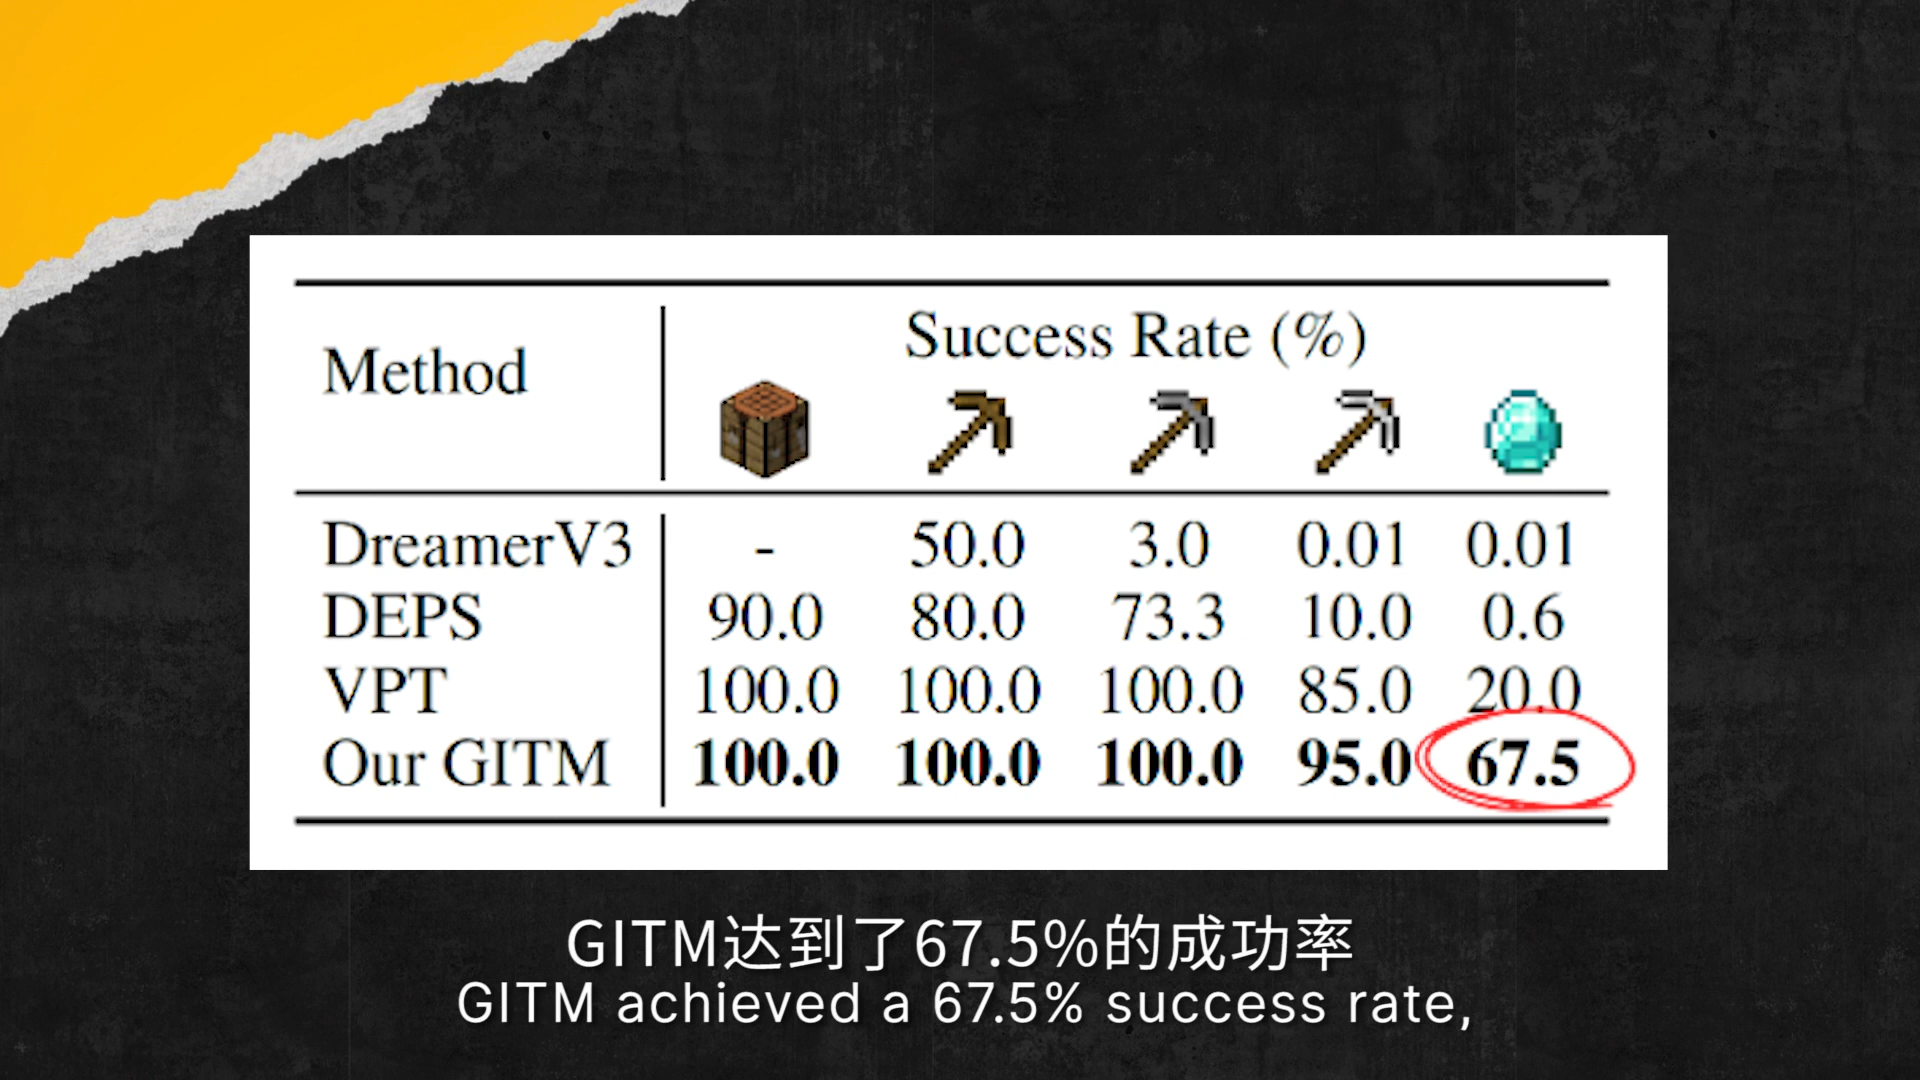 Method
Success Rate (%)
DreamerV3 - 50.0 3.0 0.01 0.01
DEPS 90.0 80.0 73.3 10.0 0.6
VPT 100.0 100.0 100.0 85.0 20.0
Our GITM 100.0 100.0 100.0 95.0 67.5
GITM达到了67.5%的成功率
GITM achieved a 67.5% success rate,